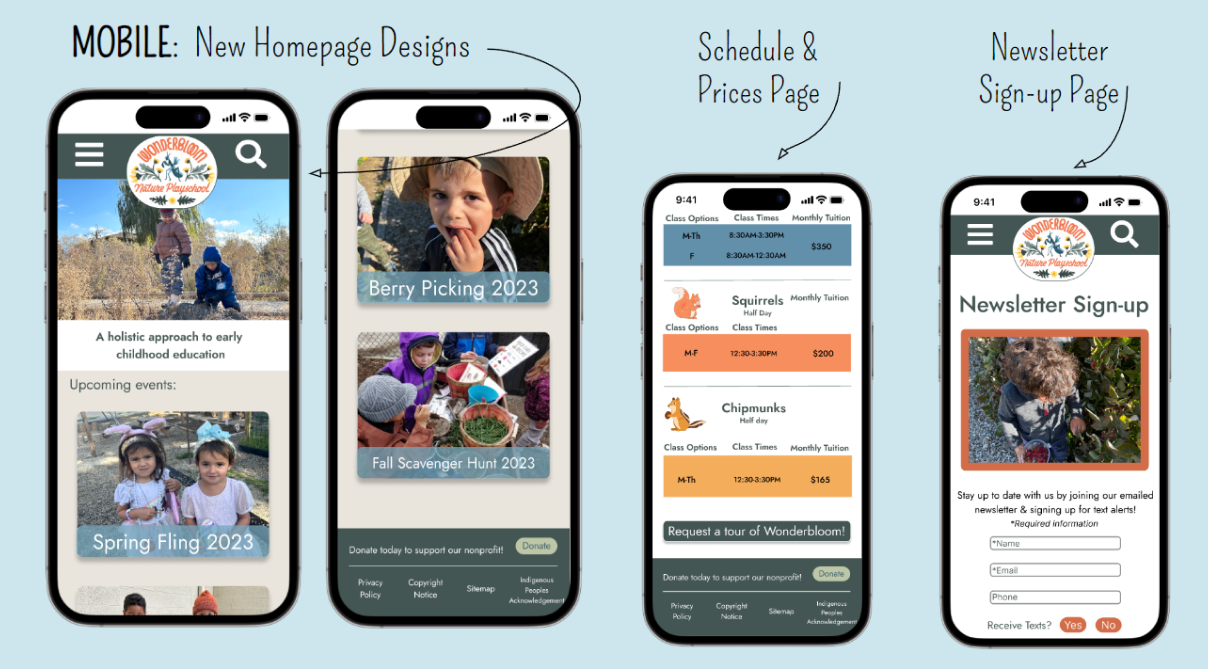 MOBILE: New Homepage Designs
WONDERBLOOM
Nature Playschool
A holistic approach to early
childhood education
Upcoming events:
Spring Fling 2023
Berry Picking 2023
Fall Scavenger Hunt 2023
Donate today to support our nonprofit! Donate
Privacy
Policy
Copyright
Notice
Sitemap
Indigenous
Peoples
Acknowledgement
Schedule &
Prices Page
9:41
Class Options Class Times Monthly Tuition
M-Th 8:30AM-3:30PM
$350
F 8:30AM-12:30AM
Squirrels Monthly Tuition
Half Day
Class Options Class Times
M-F 12:30-3:30PM $200
Chipmunks
Half day
Class Options Class Times Monthly Tuition
M-Th 12:30-3:30PM $165
Request a tour of Wonderbloom!
Donate today to support our nonprofit! Donate
Privacy
Policy
Copyright
Notice
Sitemap
Indigenous
Peoples
Acknowledgement
Newsletter
Sign-up Page
9:41
WONDERBLOOM
Nature Playschool
Newsletter Sign-up
Stay up to date with us by joining our emailed
newsletter & signing up for text alerts!
*Required information
*Name
*Email
Phone
Receive Texts? Yes No